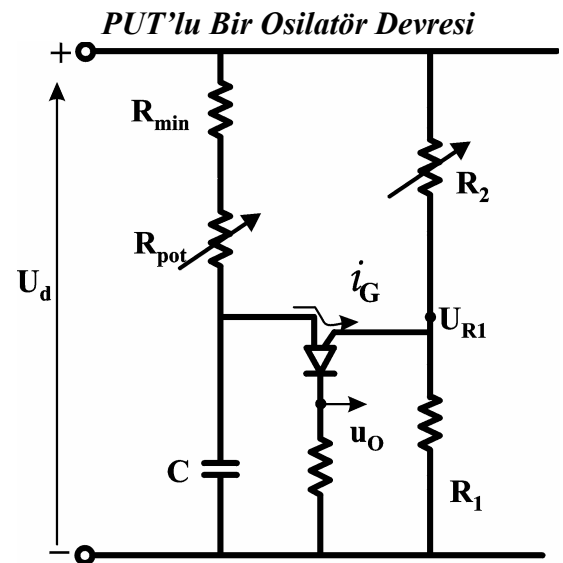 PUT'lu Bir Osilatör Devresi
+
R_min
R_2
R_pot
i_G
U_d
U_R1
u_O
C
R_1
−